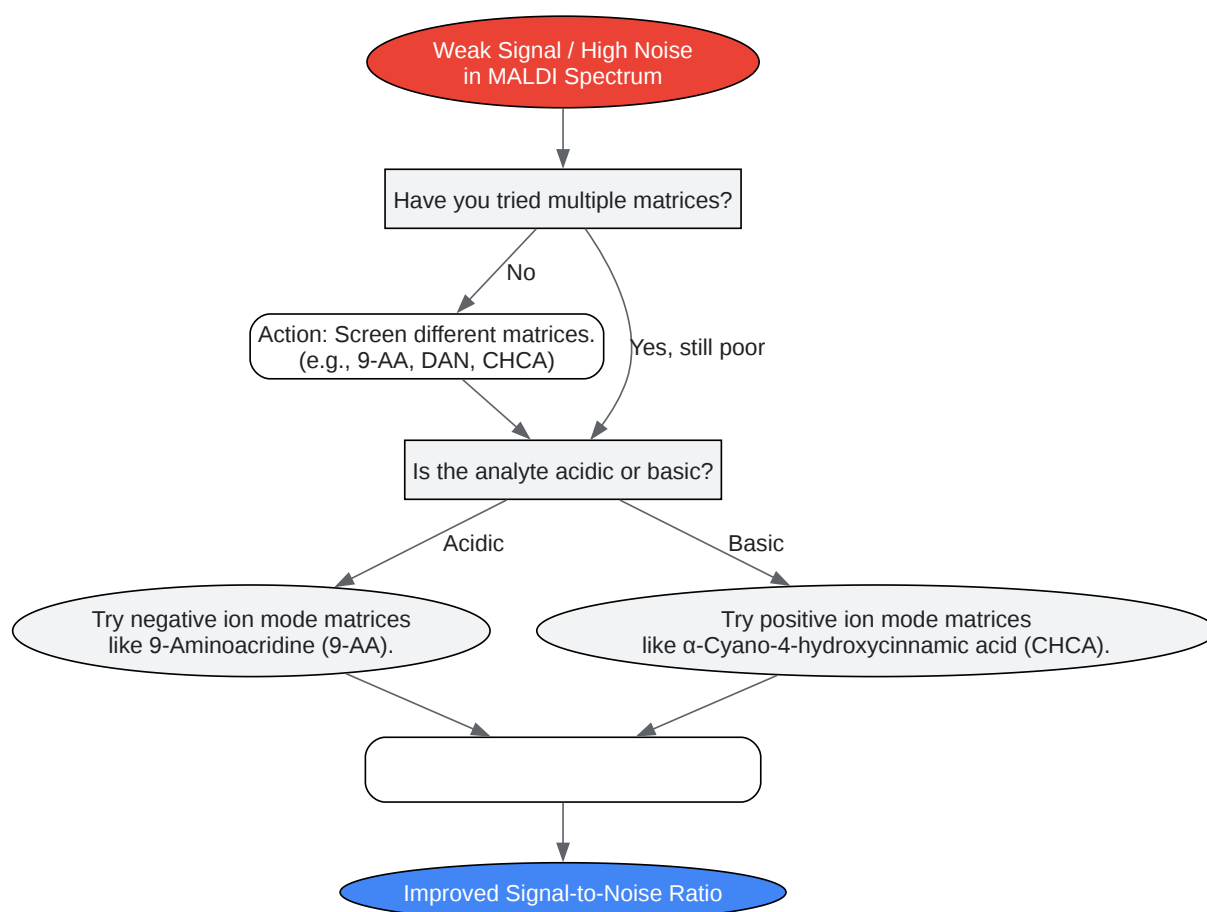 Weak Signal / High Noise
in MALDI Spectrum
Have you tried multiple matrices?
No
Action: Screen different matrices.
(e.g., 9-AA, DAN, CHCA)
Yes, still poor
Is the analyte acidic or basic?
Acidic
Basic
Try negative ion mode matrices
like 9-Aminoacridine (9-AA).
Try positive ion mode matrices
like α-Cyano-4-hydroxycinnamic acid (CHCA).
Improved Signal-to-Noise Ratio